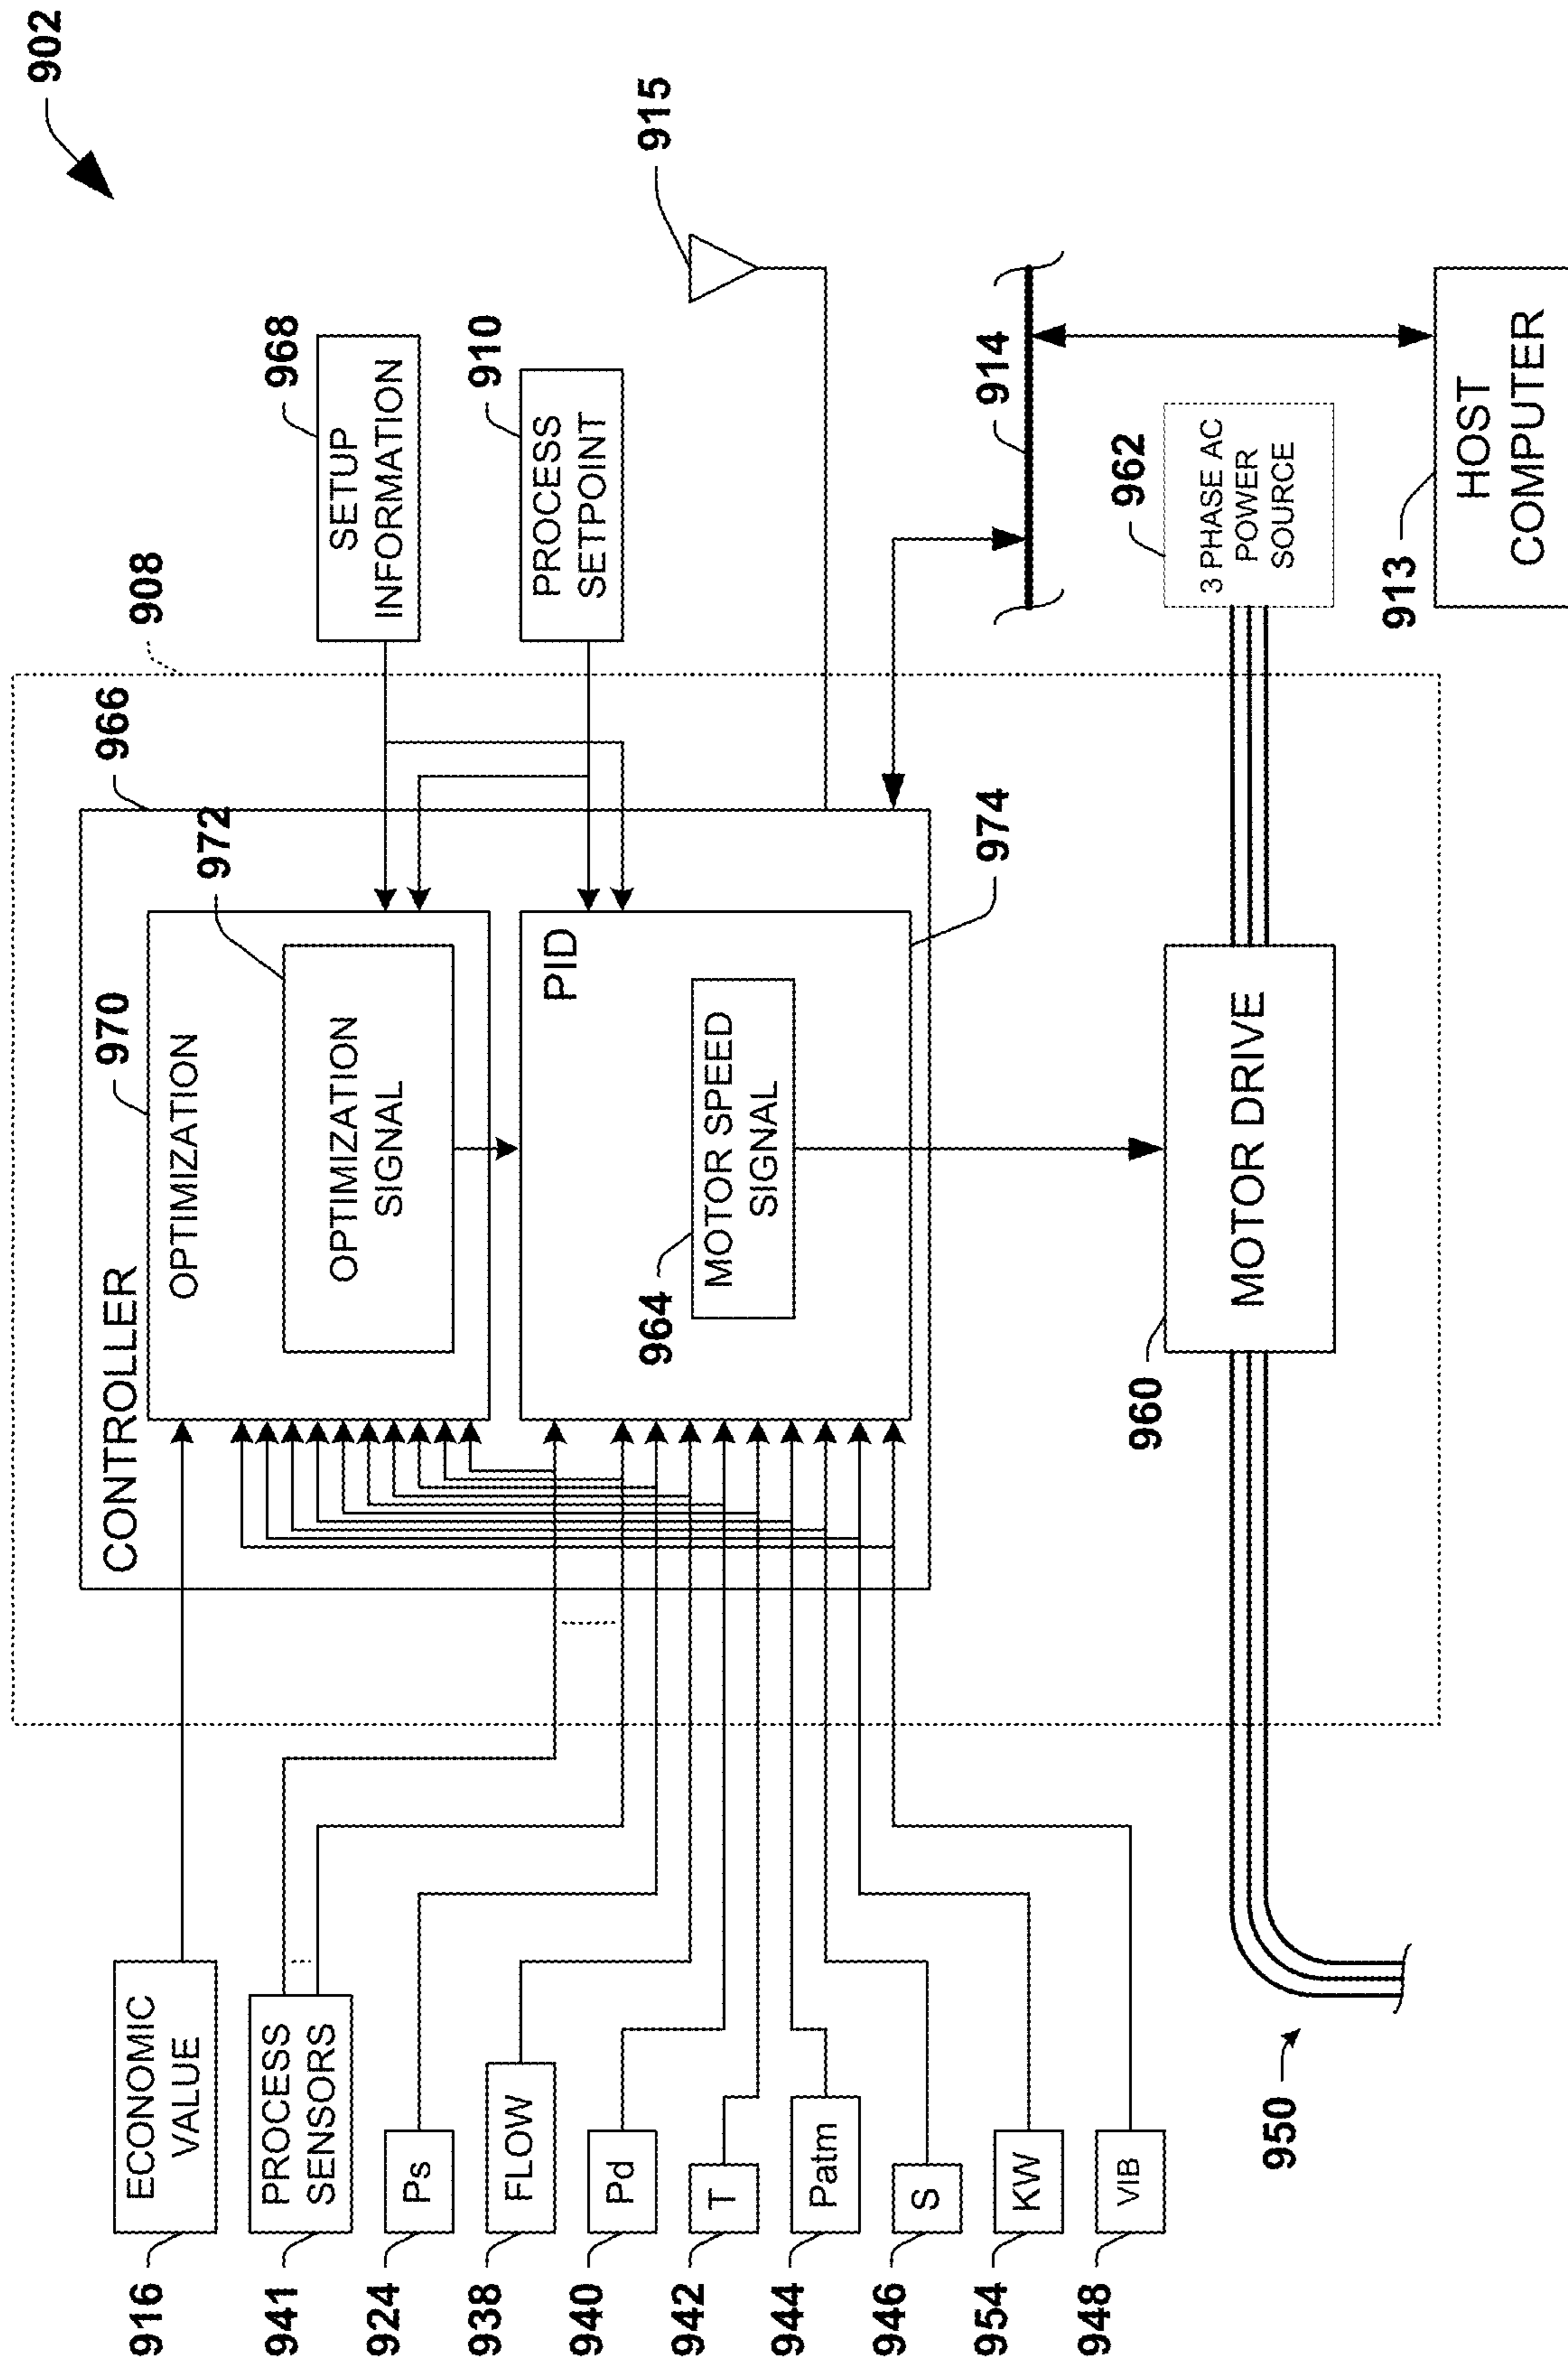 902
908
966
CONTROLLER
970
OPTIMIZATION
972
OPTIMIZATION
SIGNAL
PID
964
MOTOR SPEED
SIGNAL
974
968
SETUP
INFORMATION
910
PROCESS
SETPOINT
915
914
962
3 PHASE AC
POWER
SOURCE
913
HOST
COMPUTER
960
MOTOR DRIVE
950
916
ECONOMIC
VALUE
941
PROCESS
SENSORS
924
Ps
938
FLOW
940
Pd
942
T
944
Patm
946
S
954
KW
948
VIB